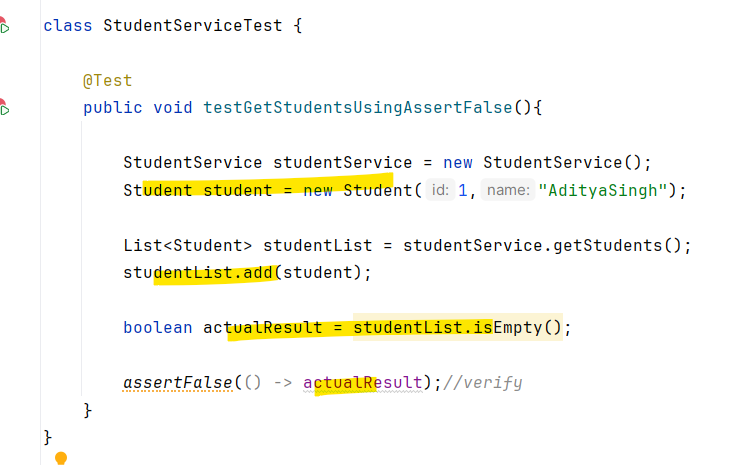 class StudentServiceTest {
@Test
public void testGetStudentsUsingAssertFalse(){
StudentService studentService = new StudentService();
Student student = new Student( id: 1, name: "AdityaSingh");
List<Student> studentList = studentService.getStudents();
studentList.add(student);
boolean actualResult = studentList.isEmpty();
assertFalse(() -> actualResult);//verify
}
}